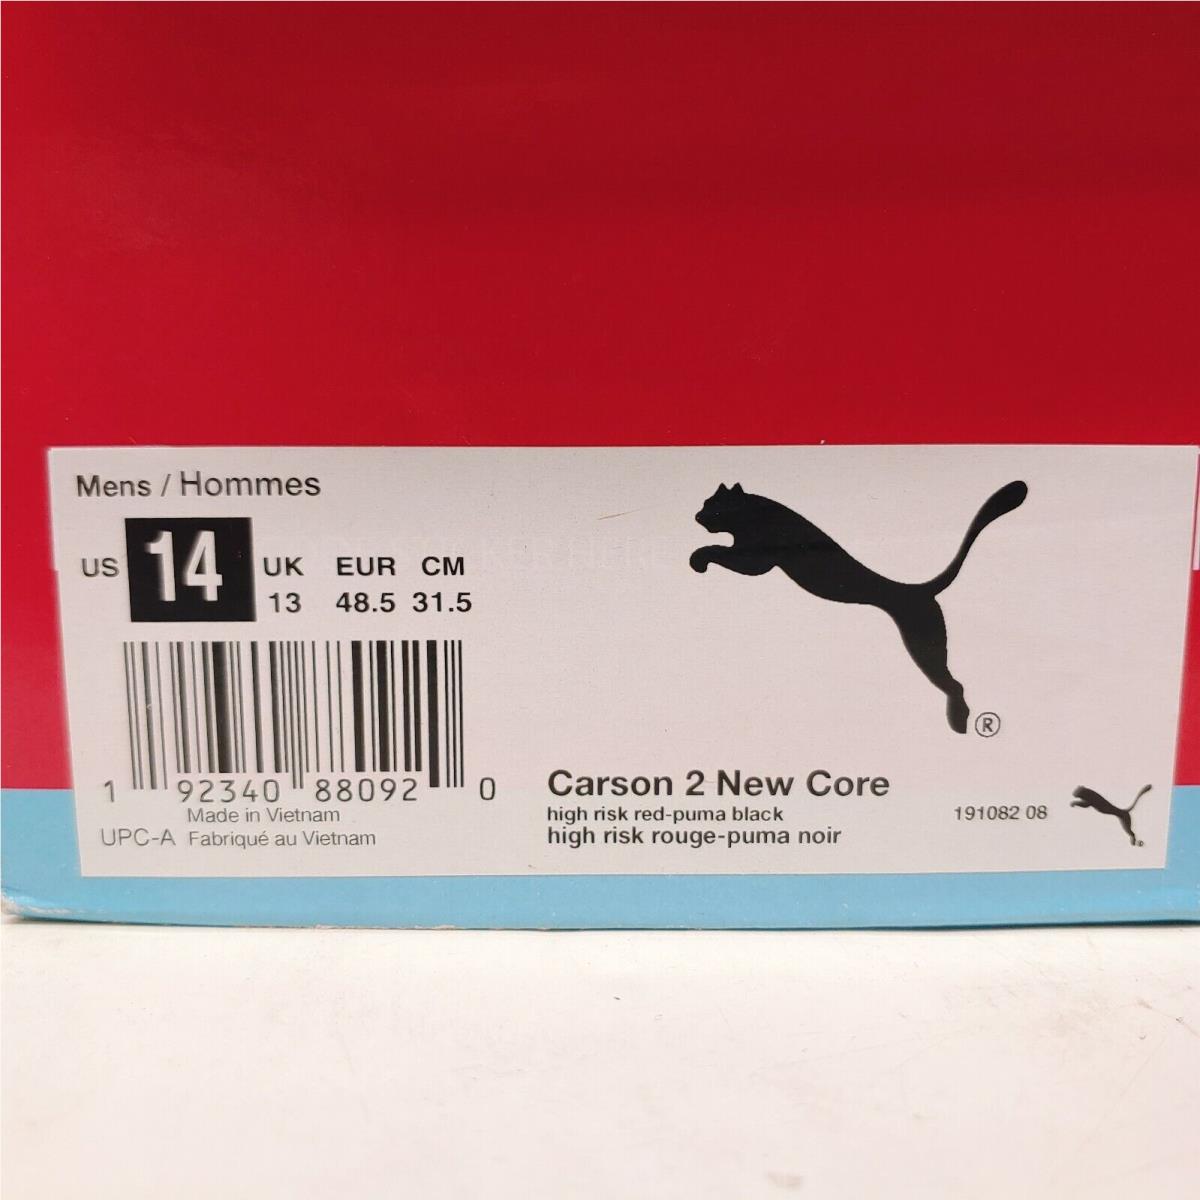 Mens / Hommes
US 14 UK EUR CM
13 48.5 31.5
1 92340 88092 0
Made in Vietnam
UPC-A Fabriqué au Vietnam
®
Carson 2 New Core
high risk red-puma black
high risk rouge-puma noir
191082 08